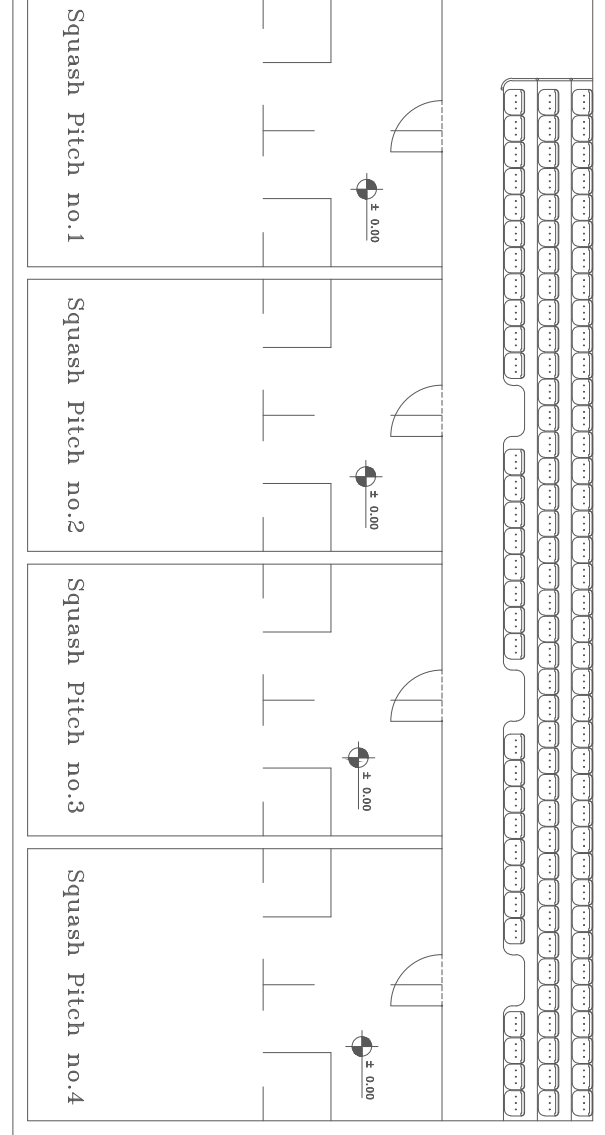 Squash Pitch no.1
± 0.00
Squash Pitch no.2
± 0.00
Squash Pitch no.3
± 0.00
Squash Pitch no.4
± 0.00